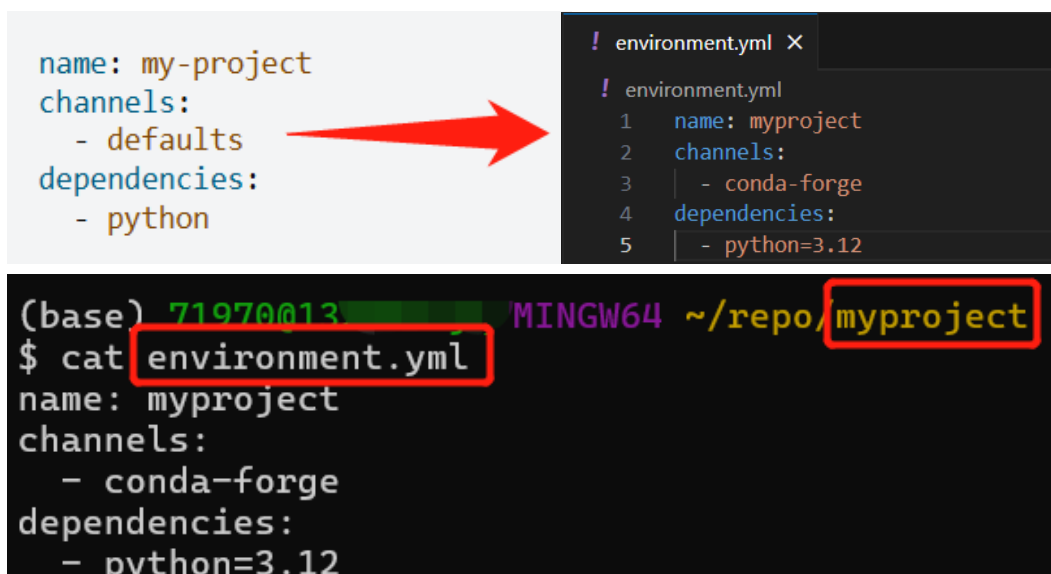 name: my-project
channels:
  - defaults
dependencies:
  - python
! environment.yml ×
! environment.yml
1 name: myproject
2 channels:
3   - conda-forge
4 dependencies:
5   - python=3.12
(base) 71970@13 MINGW64 ~/repo/myproject
$ cat environment.yml
name: myproject
channels:
  - conda-forge
dependencies:
  - python=3.12